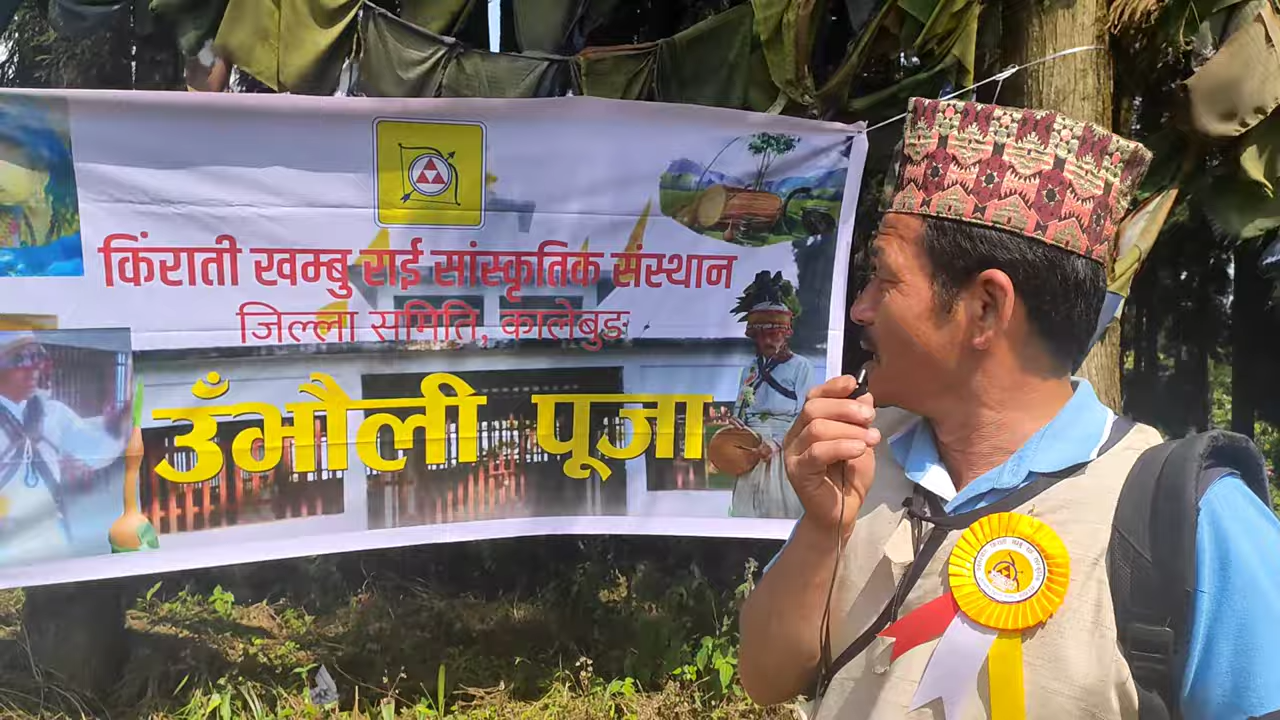 किंराती खम्बु राई सांस्कृतिक संस्थान
जिल्ला समिति, कालेबुङ
उँभौली पूजा